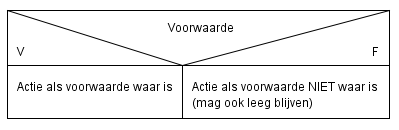 Voorwaarde
V F
Actie als voorwaarde waar is
Actie als voorwaarde NIET waar is
(mag ook leeg blijven)